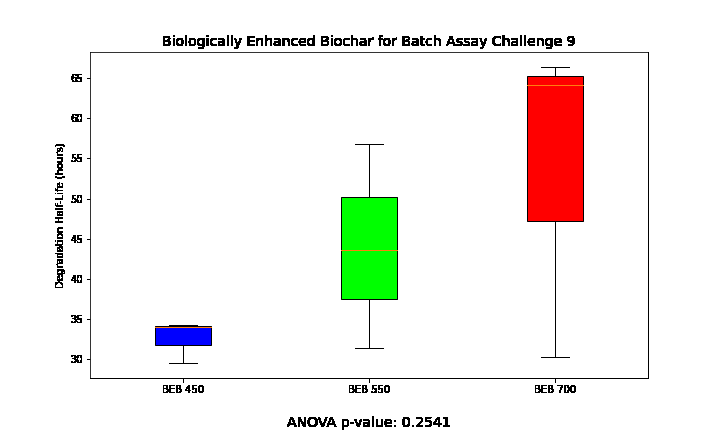 Biologically Enhanced Biochar for Batch Assay Challenge 9
Degradation Half-Life (hours)
65
60
55
50
45
40
35
30
BEB 450
BEB 550
BEB 700
ANOVA p-value: 0.2541